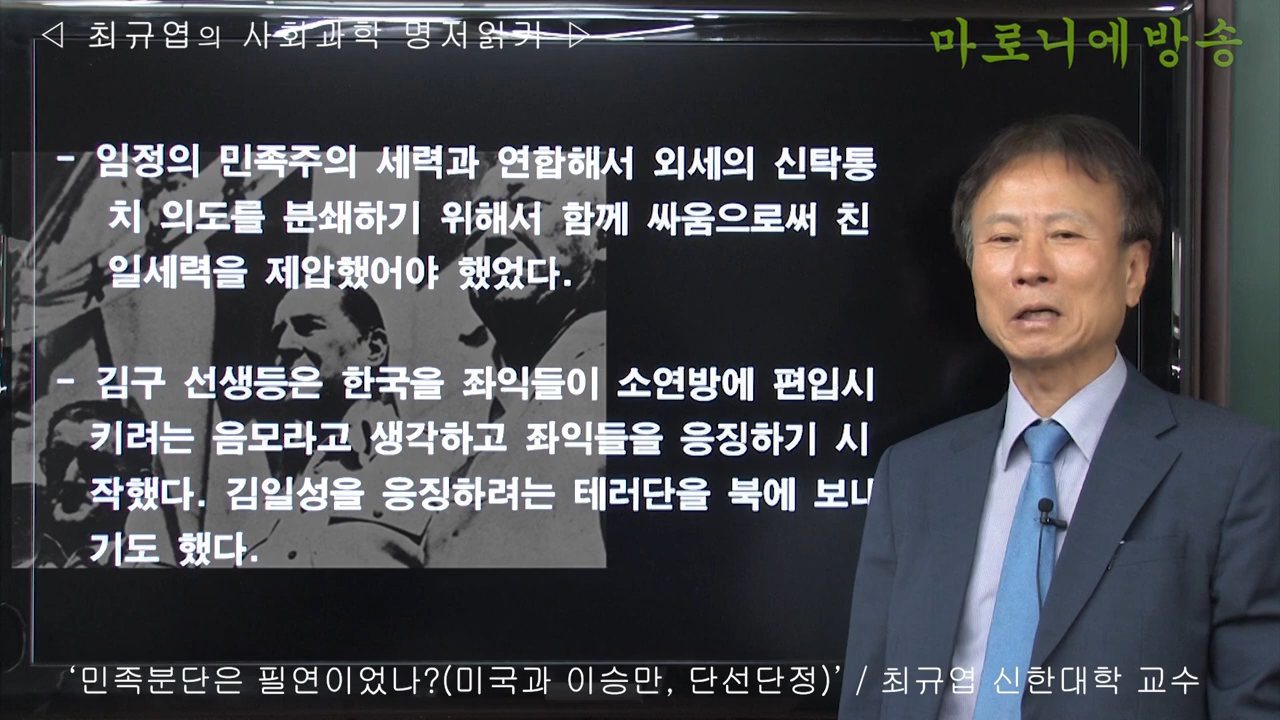 ◁ 최규엽의 사회과학 명저읽기 ▷
마로니에방송
- 임정의 민족주의 세력과 연합해서 외세의 신탁통
치 의도를 분쇄하기 위해서 함께 싸움으로써 친
일세력을 제압했어야 했었다.
- 김구 선생등은 한국을 좌익들이 소연방에 편입시
키려는 음모라고 생각하고 좌익들을 응징하기 시
작했다. 김일성을 응징하려는 테러단을 북에 보내
기도 했다.
‘민족분단은 필연이었나?(미국과 이승만, 단선단정)’ / 최규엽 신한대학 교수